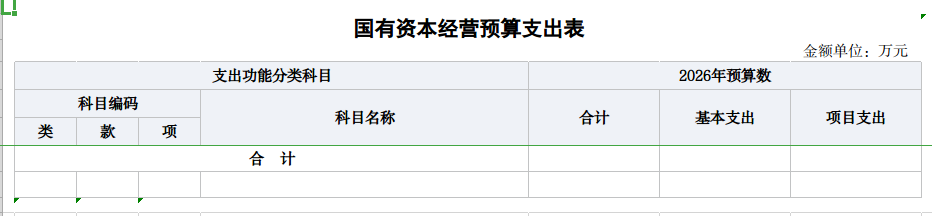 国有资本经营预算支出表
金额单位：万元
支出功能分类科目 2026年预算数
科目编码 科目名称 合计 基本支出 项目支出
类 款 项
合 计